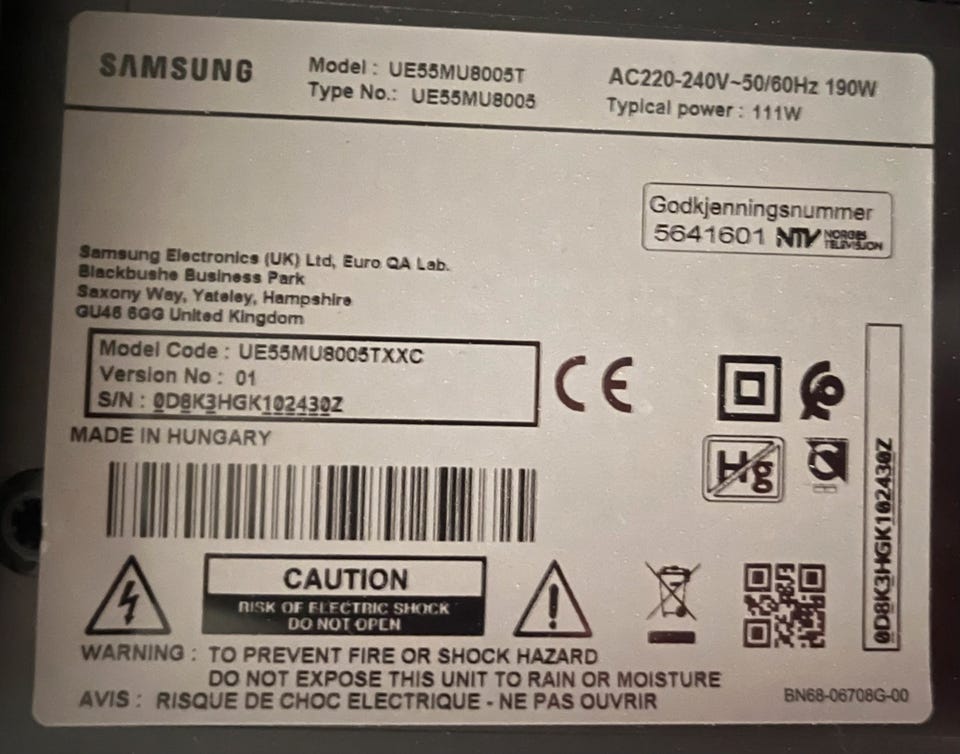 SAMSUNG
Model : UE55MU8005T
Type No.: UE55MU8005
AC220-240V~50/60Hz 190W
Typical power : 111W
Godkjenningsnummer
5641601 NTV NORGES TELEVISJON
Samsung Electronics (UK) Ltd, Euro QA Lab.
Blackbushe Business Park
Saxony Way, Yateley, Hampshire
GU46 6GG United Kingdom
Model Code : UE55MU8005TXXC
Version No : 01
S/N : 0D8K3HGK102430Z
CE
MADE IN HUNGARY
Hg
0D8K3HGK102430Z
CAUTION
RISK OF ELECTRIC SHOCK
DO NOT OPEN
WARNING : TO PREVENT FIRE OR SHOCK HAZARD
DO NOT EXPOSE THIS UNIT TO RAIN OR MOISTURE
AVIS : RISQUE DE CHOC ELECTRIQUE - NE PAS OUVRIR
BN68-06708G-00